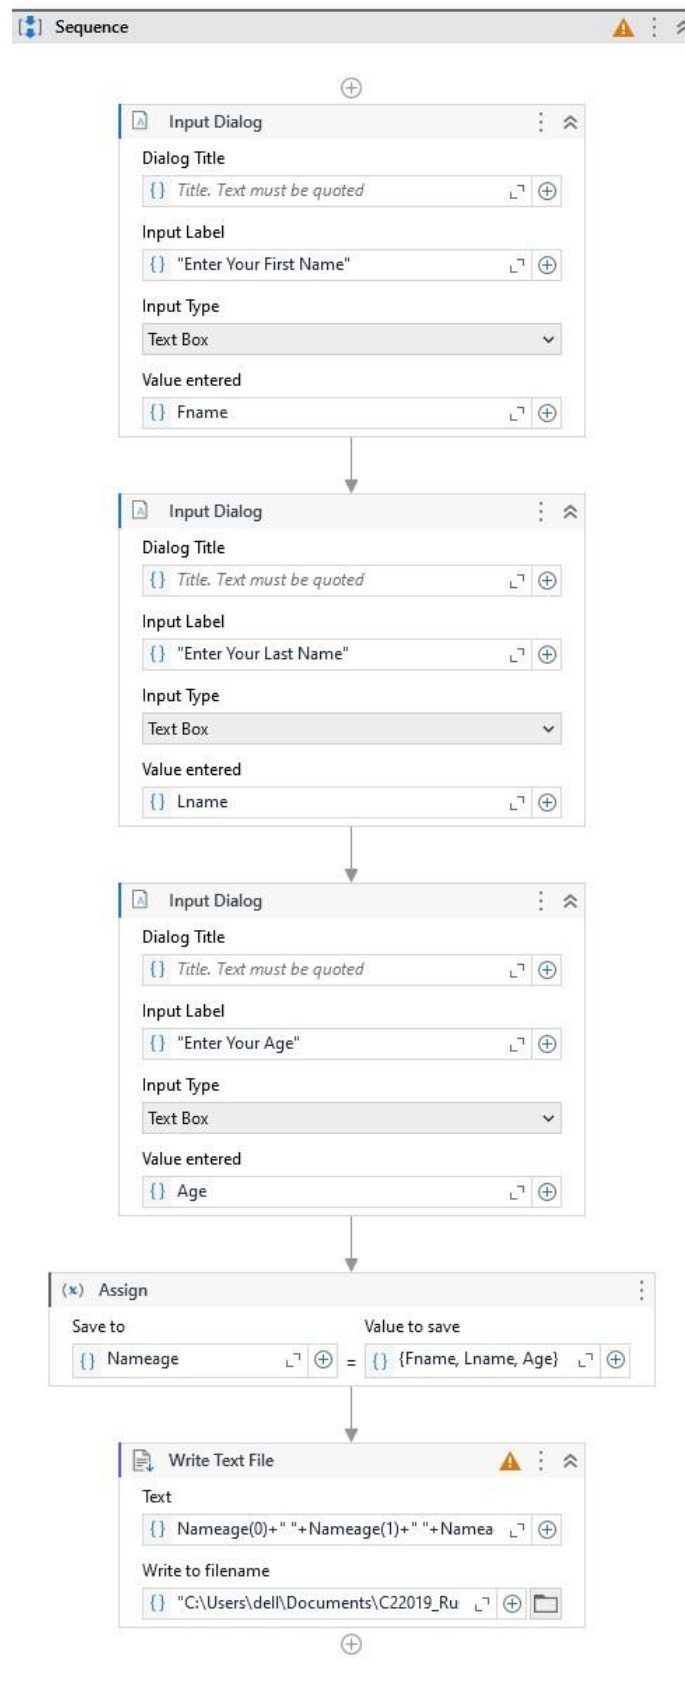 Sequence
Input Dialog
Dialog Title
{} Title. Text must be quoted
Input Label
{} "Enter Your First Name"
Input Type
Text Box
Value entered
{} Fname
Input Dialog
Dialog Title
{} Title. Text must be quoted
Input Label
{} "Enter Your Last Name"
Input Type
Text Box
Value entered
{} Lname
Input Dialog
Dialog Title
{} Title. Text must be quoted
Input Label
{} "Enter Your Age"
Input Type
Text Box
Value entered
{} Age
(x) Assign
Save to Value to save
{} Nameage = {} {Fname, Lname, Age}
Write Text File
Text
{} Nameage(0)+" "+Nameage(1)+" "+Namea
Write to filename
{} "C:\Users\dell\Documents\C22019_Ru